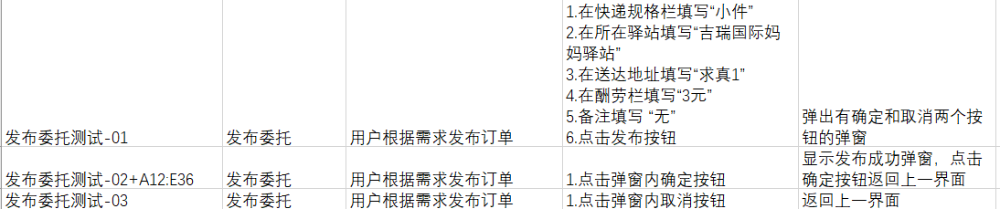 1.在快递规格栏填写“小件”
2.在所在驿站填写“吉瑞国际妈
妈驿站”
3.在送达地址填写“求真1”
4.在酬劳栏填写“3元”
5.备注填写 “无”
6.点击发布按钮
发布委托测试-01
发布委托
用户根据需求发布订单
弹出有确定和取消两个按
钮的弹窗
发布委托测试-02+A12:E36
发布委托
用户根据需求发布订单
1.点击弹窗内确定按钮
显示发布成功弹窗，点击
确定按钮返回上一界面
发布委托测试-03
发布委托
用户根据需求发布订单
1.点击弹窗内取消按钮
返回上一界面